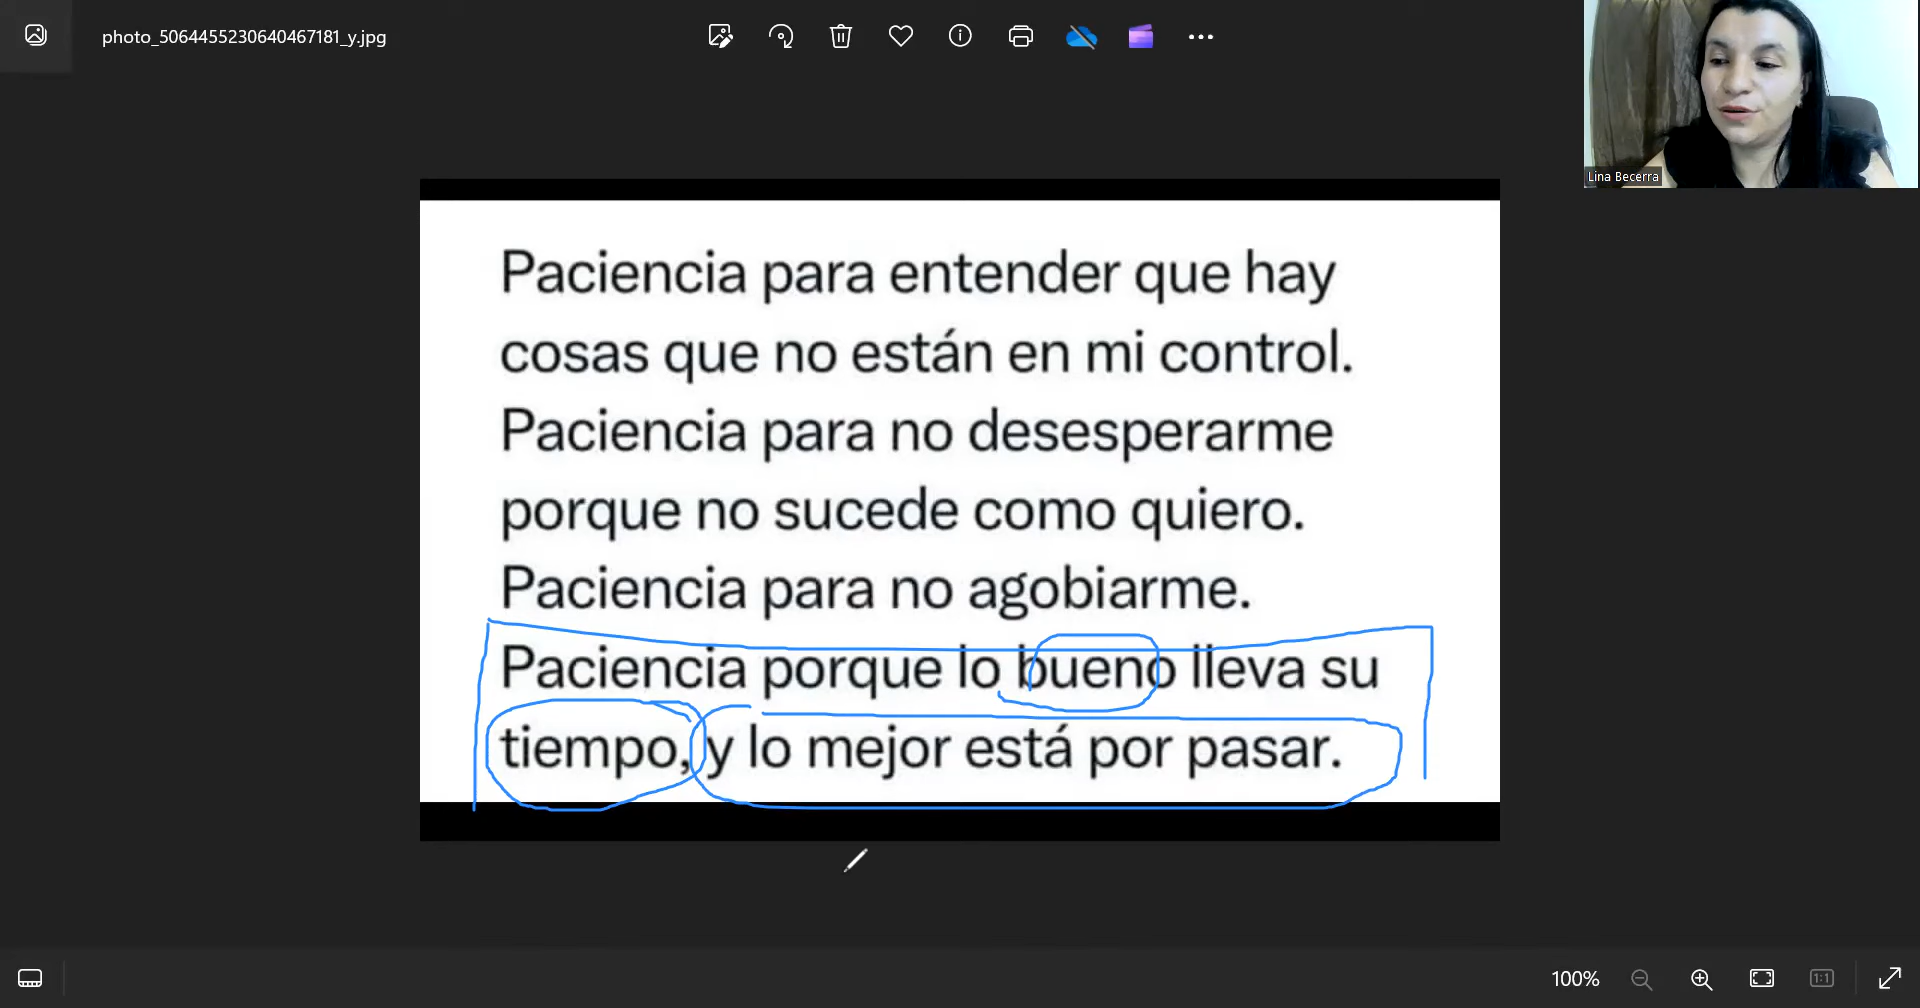 photo_5064455230640467181_y.jpg
Lina Becerra
Paciencia para entender que hay
cosas que no están en mi control.
Paciencia para no desesperarme
porque no sucede como quiero.
Paciencia para no agobiarme.
Paciencia porque lo bueno lleva su
tiempo, y lo mejor está por pasar.
100%
1:1